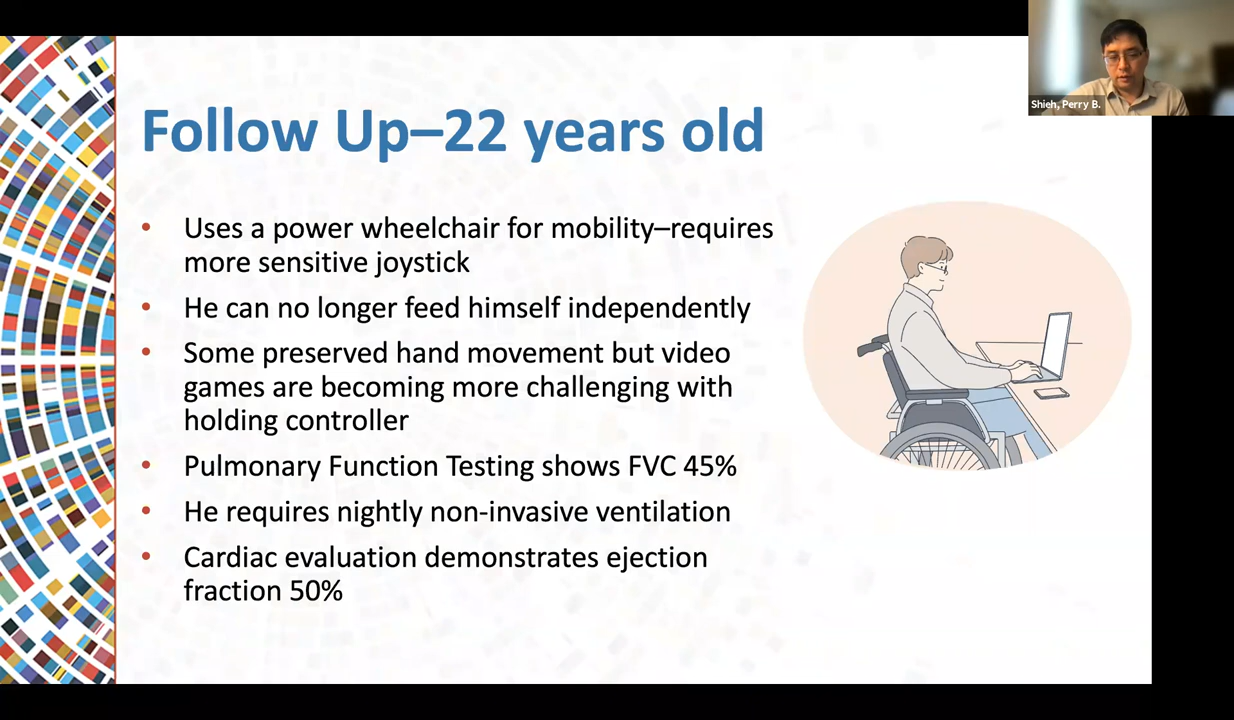 Shieh, Perry B.
Follow Up–22 years old
• Uses a power wheelchair for mobility–requires
more sensitive joystick
• He can no longer feed himself independently
• Some preserved hand movement but video
games are becoming more challenging with
holding controller
• Pulmonary Function Testing shows FVC 45%
• He requires nightly non-invasive ventilation
• Cardiac evaluation demonstrates ejection
fraction 50%